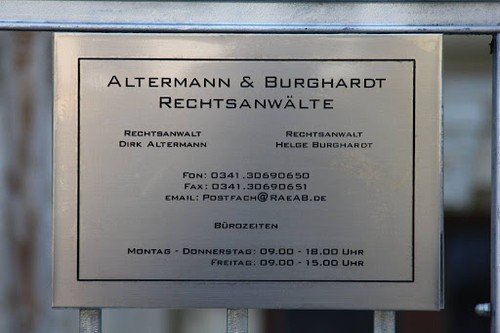 Altermann & Burghardt
Rechtsanwälte
Rechtsanwalt Rechtsanwalt
Dirk Altermann Helge Burghardt
Fon: 0341.30690650
Fax: 0341.30690651
email: Postfach@RAeAB.de
Bürozeiten
Montag - Donnerstag: 09.00 - 18.00 Uhr
Freitag: 09.00 - 15.00 Uhr